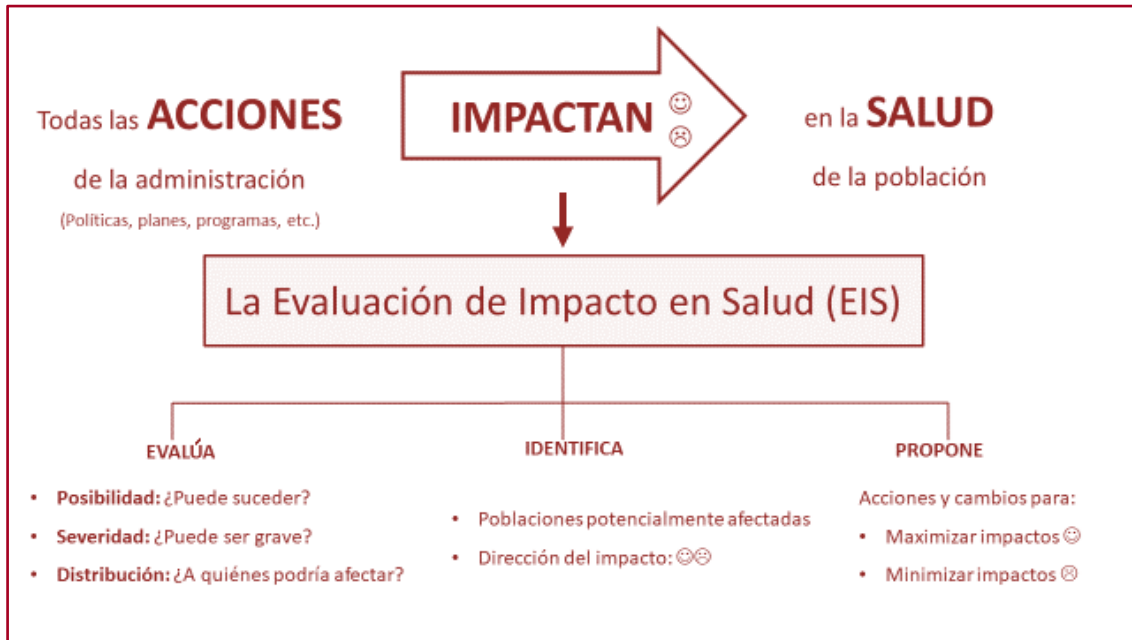 Todas las ACCIONES
de la administración
(Políticas, planes, programas, etc.)
IMPACTAN ☺
☹
en la SALUD
de la población
La Evaluación de Impacto en Salud (EIS)
EVALÚA
• Posibilidad: ¿Puede suceder?
• Severidad: ¿Puede ser grave?
• Distribución: ¿A quiénes podría afectar?
IDENTIFICA
• Poblaciones potencialmente afectadas
• Dirección del impacto: ☺☹
PROPONE
Acciones y cambios para:
• Maximizar impactos ☺
• Minimizar impactos ☹